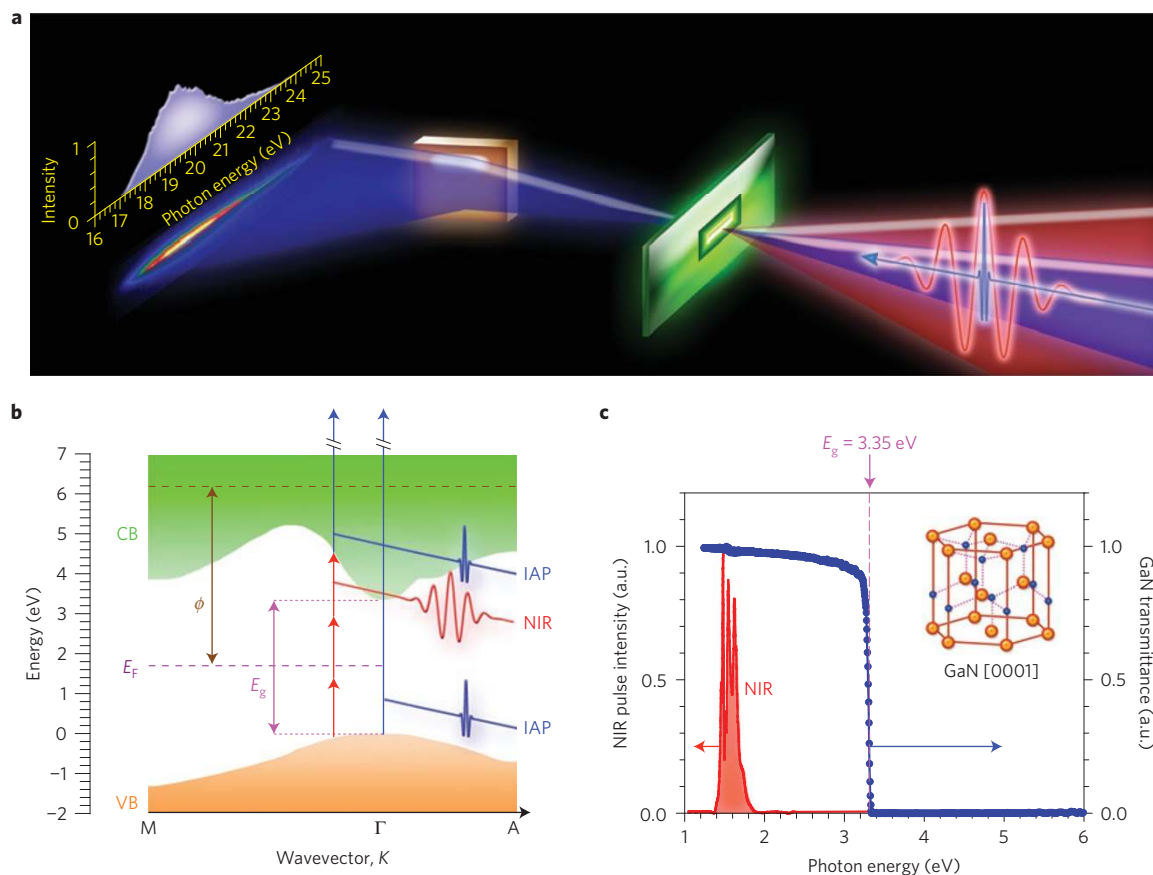 a
Intensity
1
0
16
17
18
19
20
21
22
23
24
25
Photon energy (eV)
b
7
6
5
4
3
2
1
0
−1
−2
Energy (eV)
CB
ϕ
E_F
E_g
VB
IAP
NIR
IAP
M
Γ
A
Wavevector, K
c
E_g = 3.35 eV
NIR pulse intensity (a.u.)
1.0
0.5
0.0
NIR
GaN [0001]
1.0
0.5
0.0
GaN transmittance (a.u.)
1
2
3
4
5
6
Photon energy (eV)